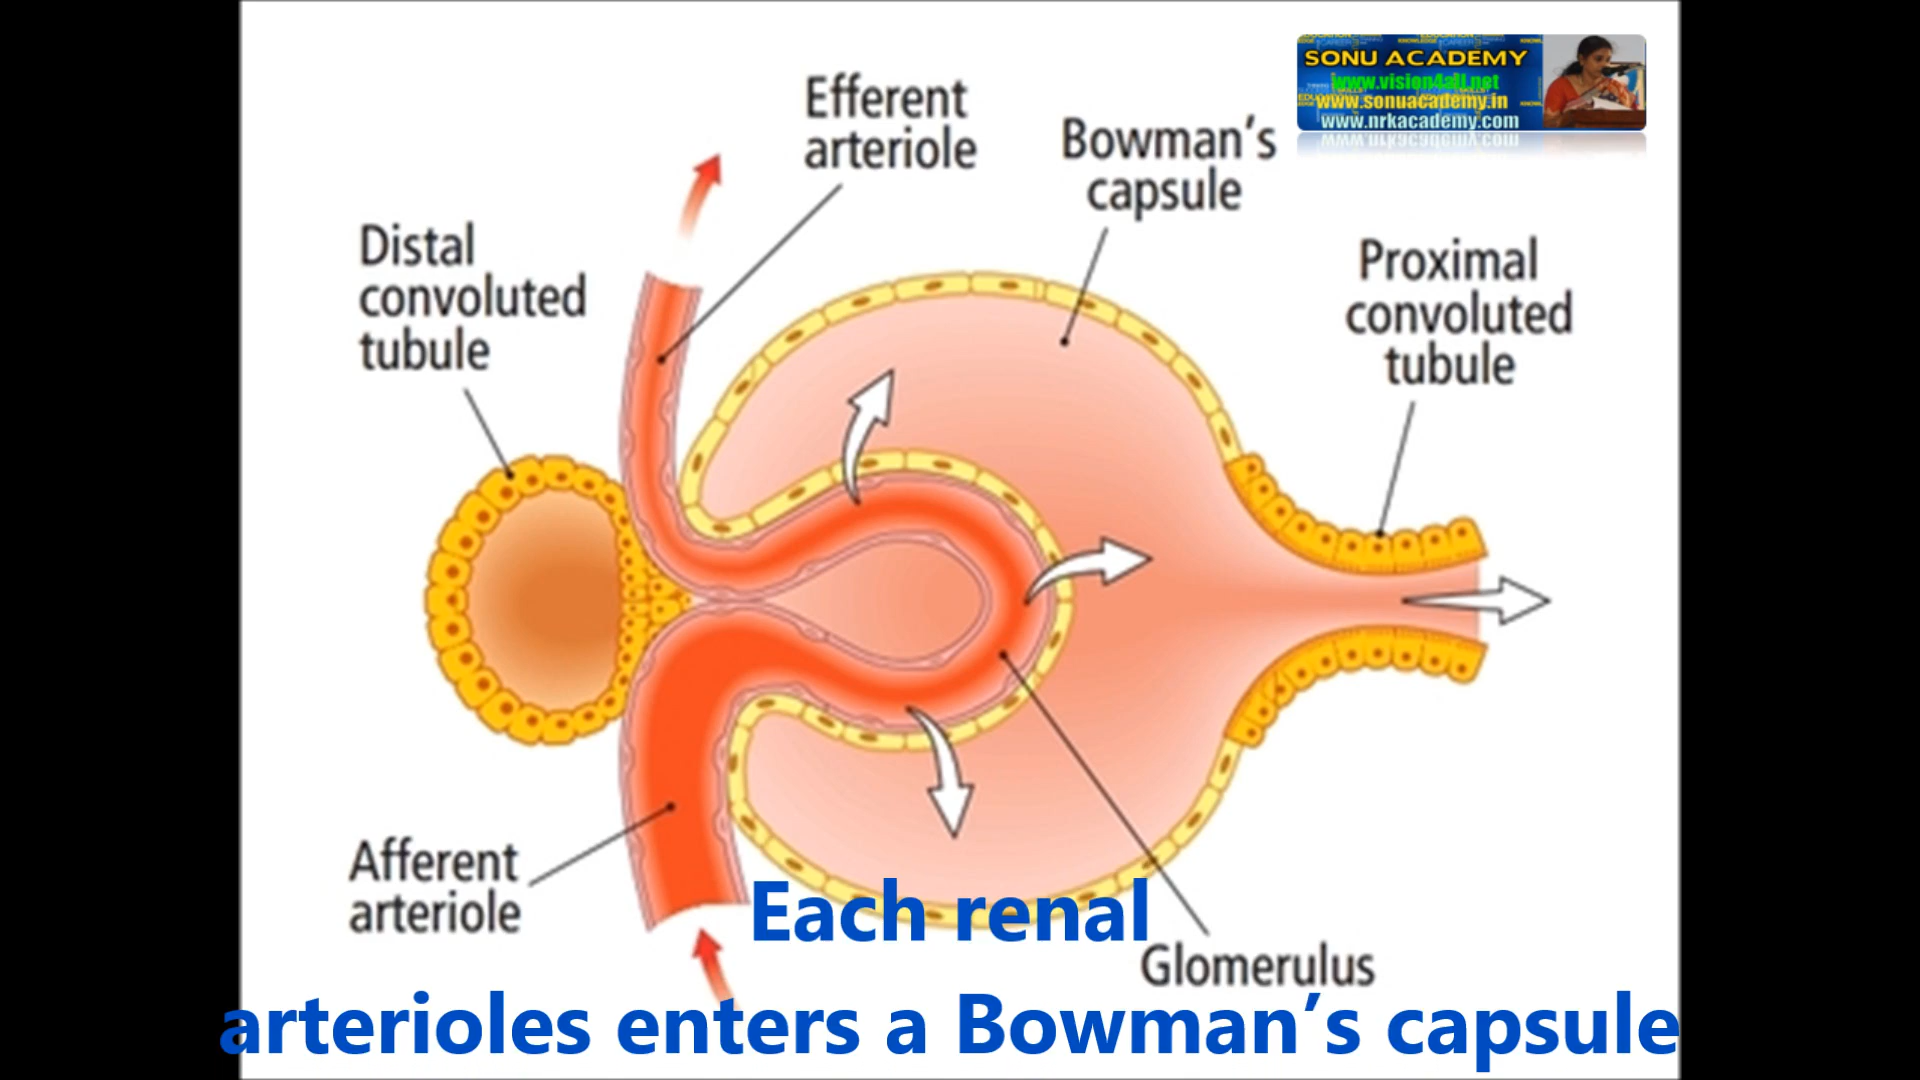 SONU ACADEMY
www.vision4all.net
www.sonuacademy.in
www.nrkacademy.com
Efferent
arteriole
Bowman's
capsule
Distal
convoluted
tubule
Proximal
convoluted
tubule
Afferent
arteriole
Glomerulus
Each renal
arterioles enters a Bowman’s capsule